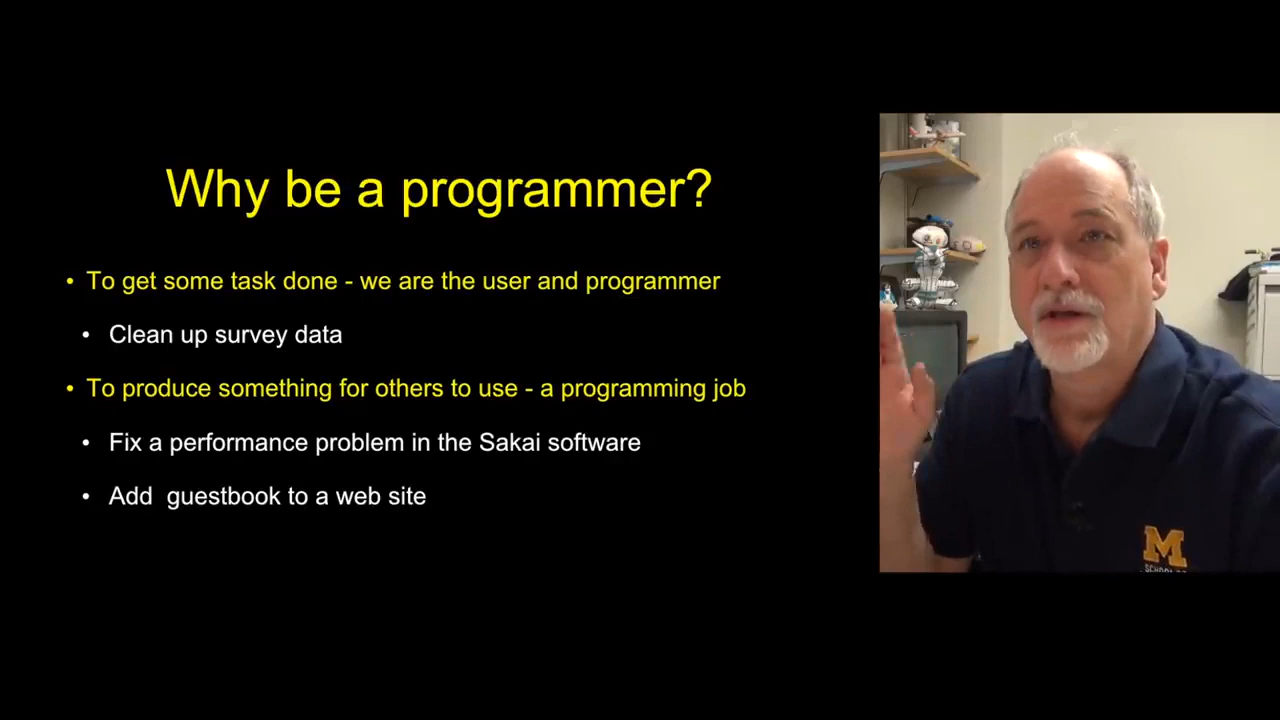 Why be a programmer?
• To get some task done - we are the user and programmer
• Clean up survey data
• To produce something for others to use - a programming job
• Fix a performance problem in the Sakai software
• Add  guestbook to a web site
M